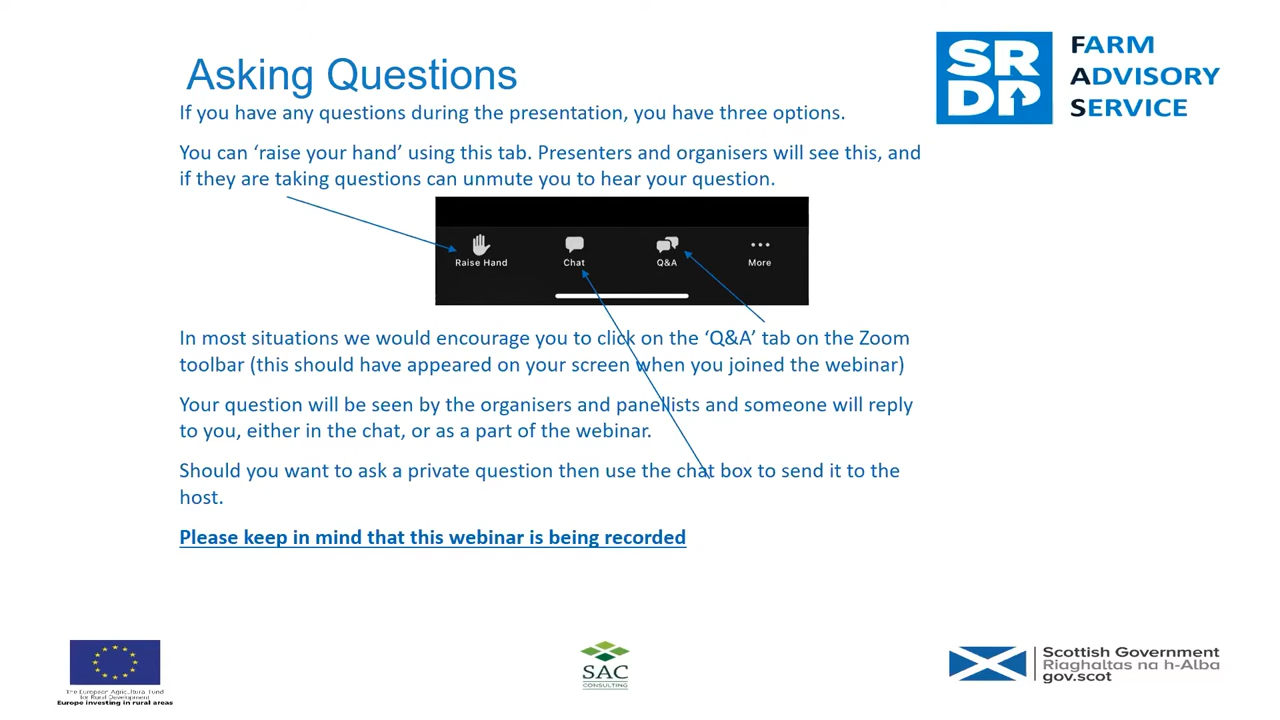 Asking Questions
SR
DP
FARM
ADVISORY
SERVICE
If you have any questions during the presentation, you have three options.
You can ‘raise your hand’ using this tab. Presenters and organisers will see this, and
if they are taking questions can unmute you to hear your question.
Raise Hand
Chat
Q&A
More
In most situations we would encourage you to click on the ‘Q&A’ tab on the Zoom
toolbar (this should have appeared on your screen when you joined the webinar)
Your question will be seen by the organisers and panellists and someone will reply
to you, either in the chat, or as a part of the webinar.
Should you want to ask a private question then use the chat box to send it to the
host.
Please keep in mind that this webinar is being recorded
The European Agricultural Fund
for Rural Development
Europe investing in rural areas
SAC
CONSULTING
Scottish Government
Riaghaltas na h-Alba
gov.scot